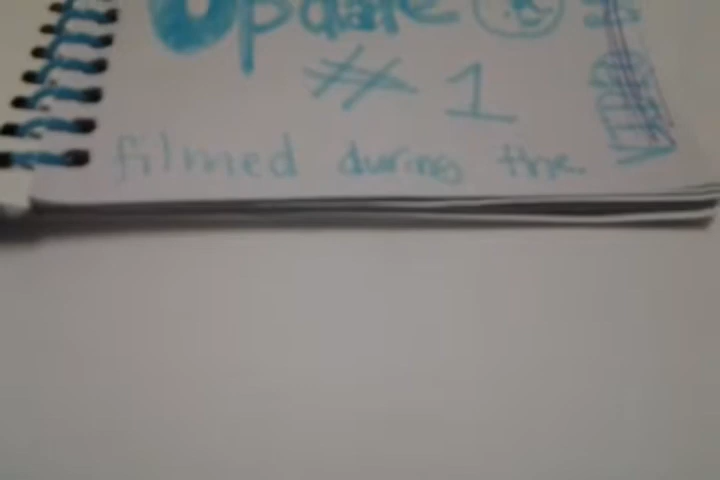 Update
# 1
filmed during the